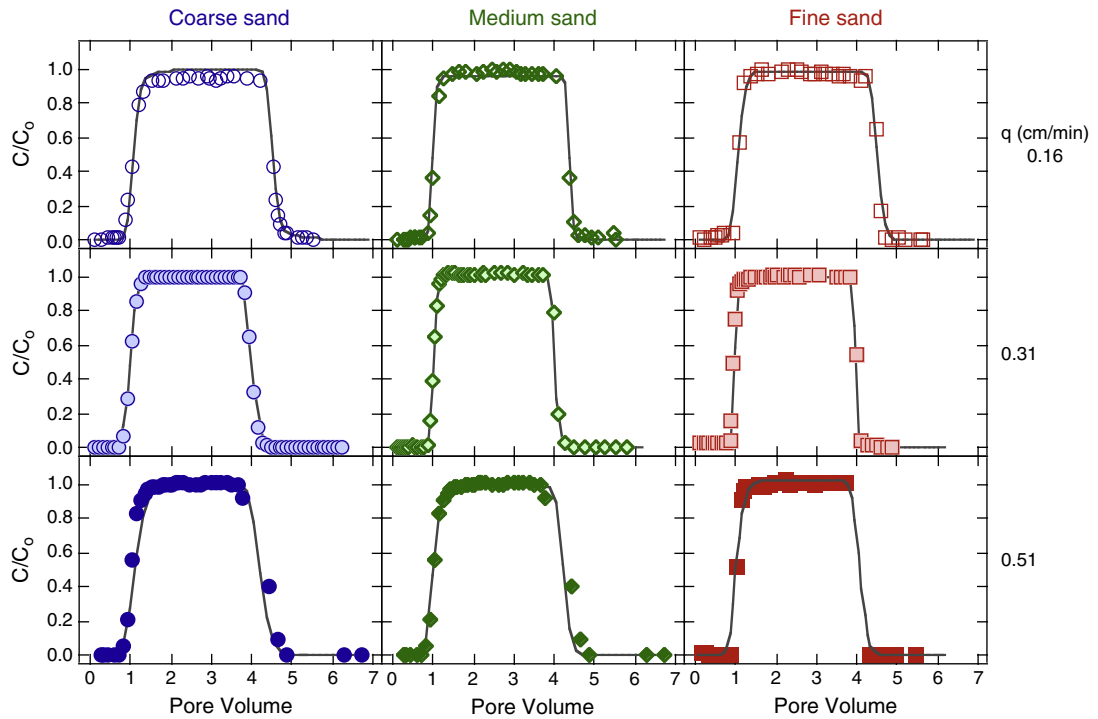 Coarse sand Medium sand Fine sand
C/Co 1.0 0.8 0.6 0.4 0.2 0.0
q (cm/min)
0.16
C/Co 1.0 0.8 0.6 0.4 0.2 0.0
0.31
C/Co 1.0 0.8 0.6 0.4 0.2 0.0
0.51
0 1 2 3 4 5 6 7 0 1 2 3 4 5 6 7 0 1 2 3 4 5 6 7
Pore Volume Pore Volume Pore Volume